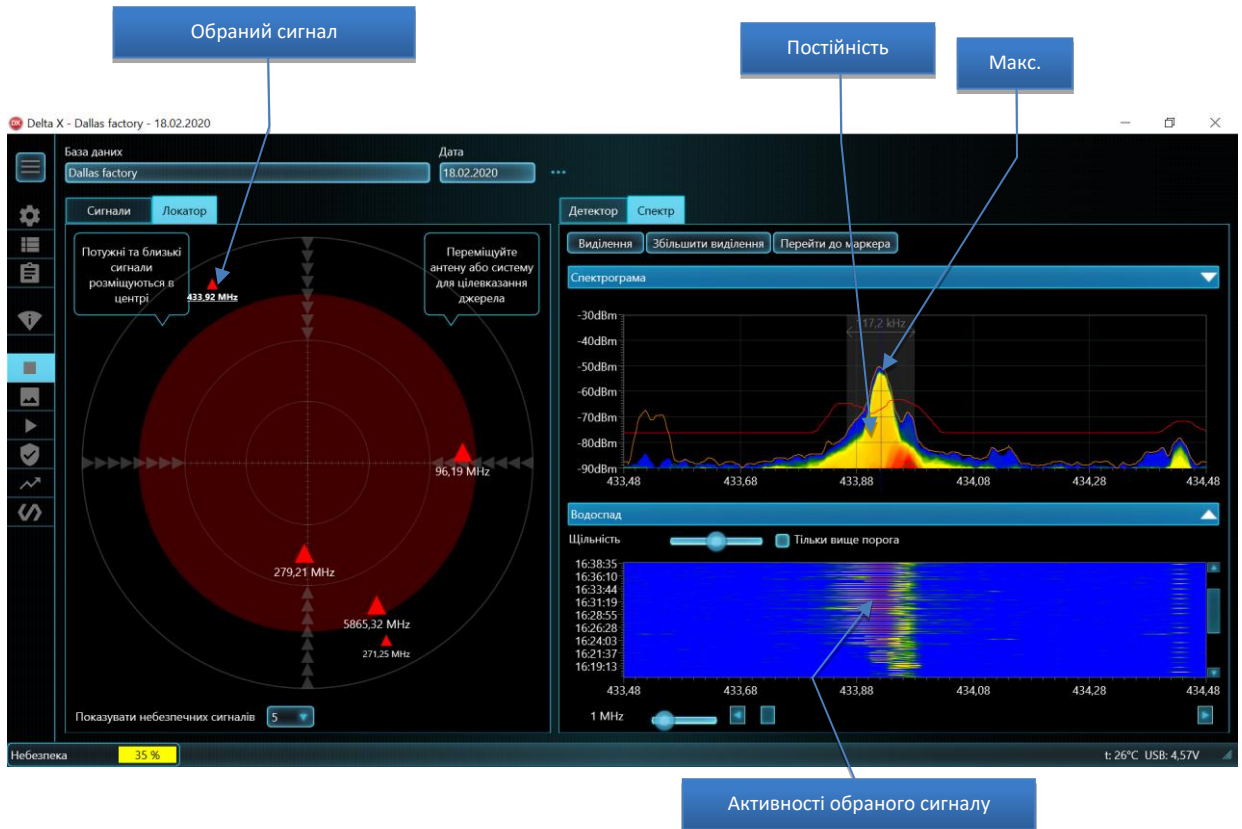 Обраний сигнал
Постійність
Макс.
Delta X - Dallas factory - 18.02.2020
База даних
Дата
Dallas factory
18.02.2020
Сигнали
Локатор
Потужні та близькі
сигнали
розміщуються в
центрі
Переміщуйте
антену або систему
для цілевказання
джерела
433,92 MHz
96,19 MHz
279,21 MHz
5865,32 MHz
271,25 MHz
Показувати небезпечних сигналів
5
Детектор
Спектр
Виділення
Збільшити виділення
Перейти до маркера
Спектрограма
117,2 kHz
-30dBm
-40dBm
-50dBm
-60dBm
-70dBm
-80dBm
-90dBm
433,48 433,68 433,88 434,08 434,28 434,48
Водоспад
Щільність
Тільки вище порога
16:38:35
16:36:10
16:33:44
16:31:19
16:28:55
16:26:28
16:24:03
16:21:37
16:19:13
433,48 433,68 433,88 434,08 434,28 434,48
1 MHz
Небезпека
35 %
t: 26°C USB: 4,57V
Активності обраного сигналу